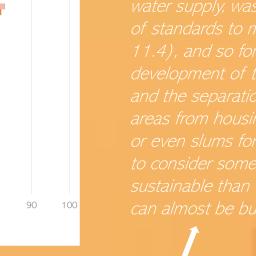 water supply, was
of standards to m
11.4), and so for
development of t
and the separatio
areas from housi
or even slums for
to consider some
sustainable than
can almost be bu
90 100